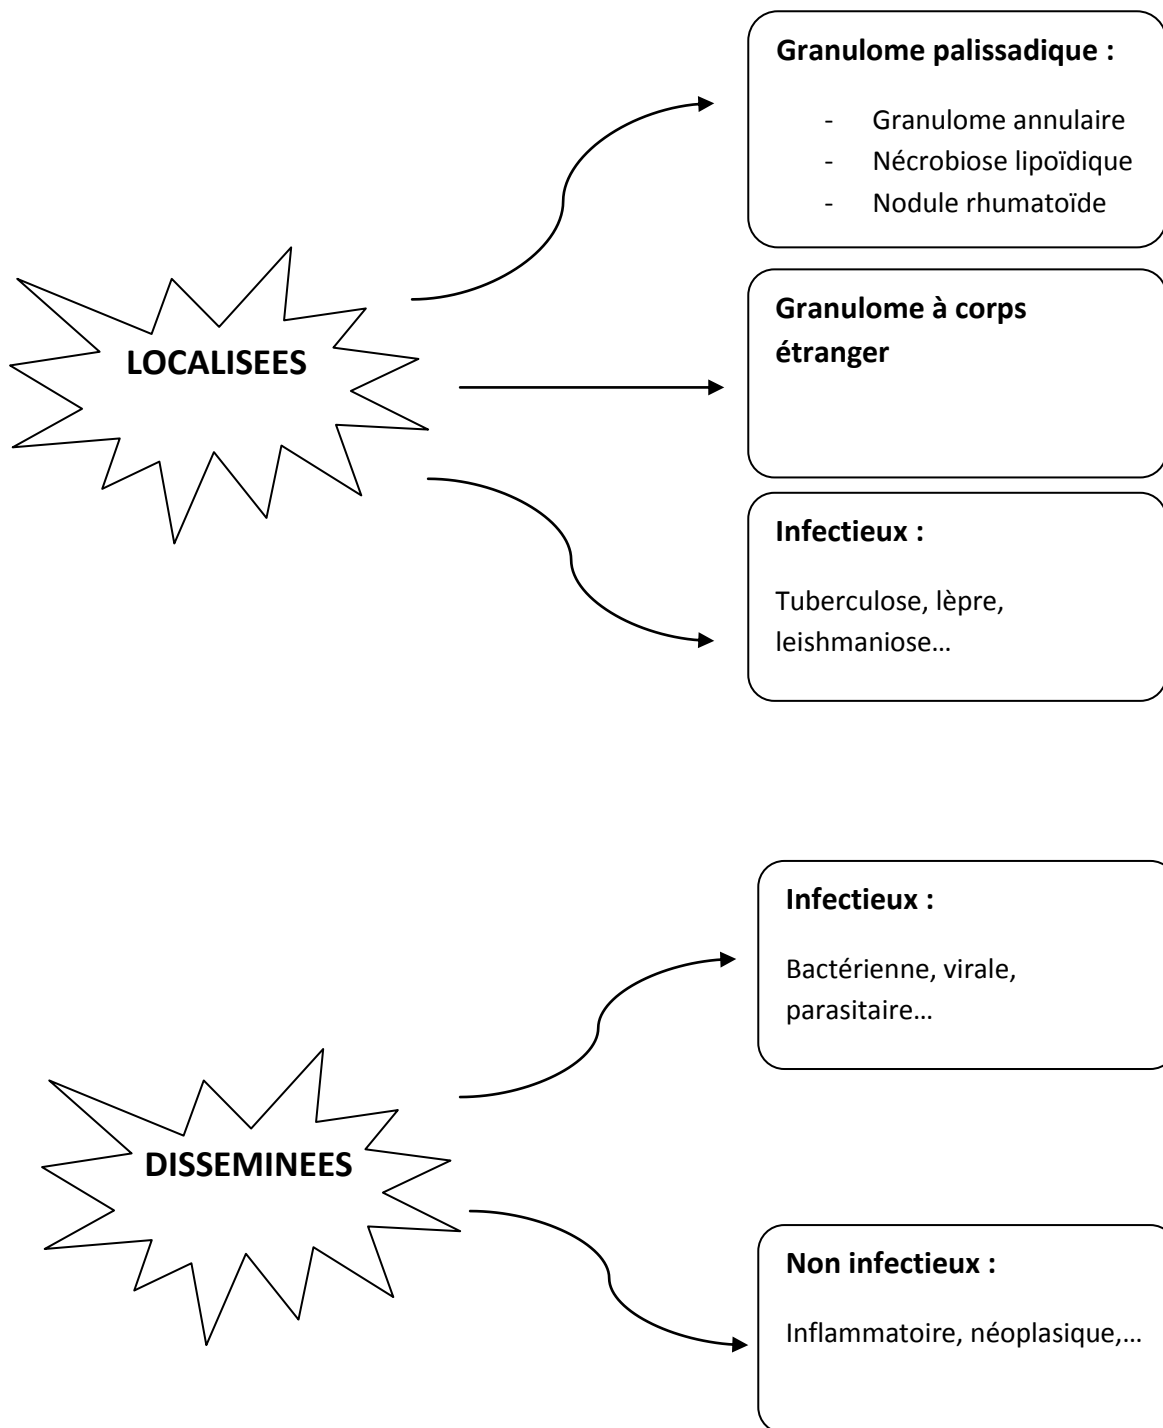 Granulome palissadique :
- Granulome annulaire
- Nécrobiose lipoïdique
- Nodule rhumatoïde
LOCALISEES
Granulome à corps
étranger
Infectieux :
Tuberculose, lèpre,
leishmaniose…
Infectieux :
Bactérienne, virale,
parasitaire…
DISSEMINEES
Non infectieux :
Inflammatoire, néoplasique,…